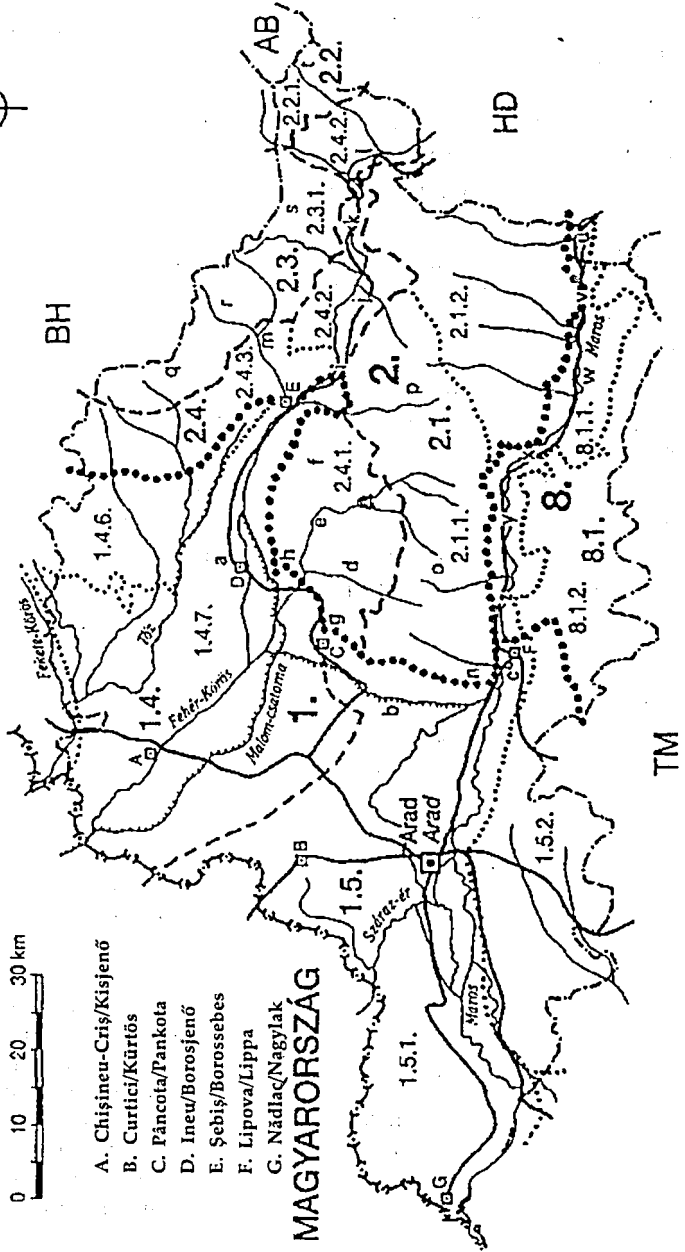 0 10 20 30 km
A. Chișineu-Criș/Kisjenő
B. Curtici/Kürtös
C. Pâncota/Pankota
D. Ineu/Borosjenő
E. Șebiș/Borossebes
F. Lipova/Lippa
G. Nădlac/Nagylak
MAGYARORSZÁG
BH
AB
HD
TM
Fekete-Körös
Töz
Fehér-Körös
Malom-csatorna
Száraz-ér
Maros
Maros
Arad
Arad
1.
1.4.
1.4.6.
1.4.7.
1.5.
1.5.1.
1.5.2.
2.
2.1.
2.1.1.
2.1.2.
2.2.
2.2.1.
2.3.
2.3.1.
2.4.
2.4.1.
2.4.2.
2.4.2.
2.4.3.
8.
8.1.
8.1.1.
8.1.2.
A
B
C
D
E
F
G
a
b
c
d
e
f
g
h
i
j
k
l
m
n
o
p
q
r
s
t
u
v
w
y